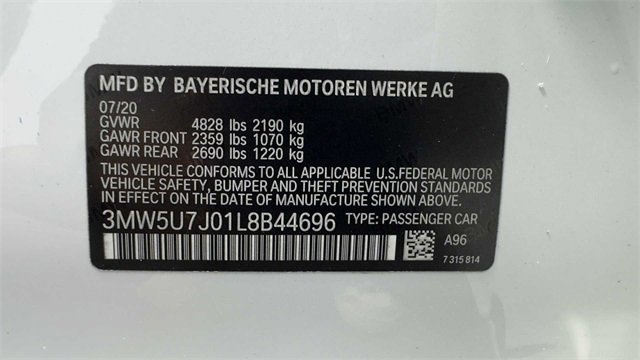 MFD BY BAYERISCHE MOTOREN WERKE AG
07/20
GVWR 4828 lbs 2190 kg
GAWR FRONT 2359 lbs 1070 kg
GAWR REAR 2690 lbs 1220 kg
THIS VEHICLE CONFORMS TO ALL APPLICABLE U.S.FEDERAL MOTOR
VEHICLE SAFETY, BUMPER AND THEFT PREVENTION STANDARDS
IN EFFECT ON THE DATE OF MANUFACTURE SHOWN ABOVE.
3MW5U7J01L8B44696 TYPE: PASSENGER CAR
A96
7 315 814